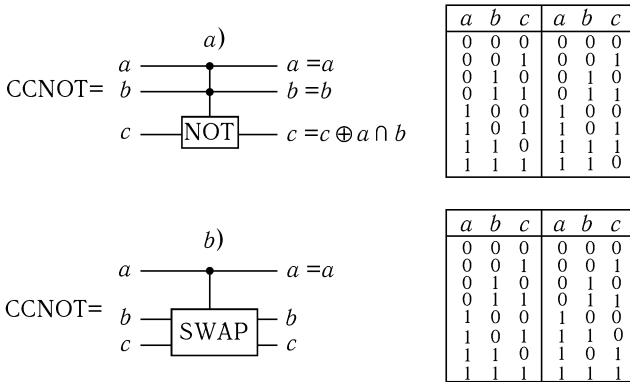 a)
CCNOT=
a
b
c
NOT
a =a
b =b
c =c ⊕ a ∩ b
a b c a b c
0 0 0 0 0 0
0 0 1 0 0 1
0 1 0 0 1 0
0 1 1 0 1 1
1 0 0 1 0 0
1 0 1 1 0 1
1 1 0 1 1 1
1 1 1 1 1 0
b)
CCNOT=
a
b
c
SWAP
a =a
b
c
a b c a b c
0 0 0 0 0 0
0 0 1 0 0 1
0 1 0 0 1 0
0 1 1 0 1 1
1 0 0 1 0 0
1 0 1 1 1 0
1 1 0 1 0 1
1 1 1 1 1 1